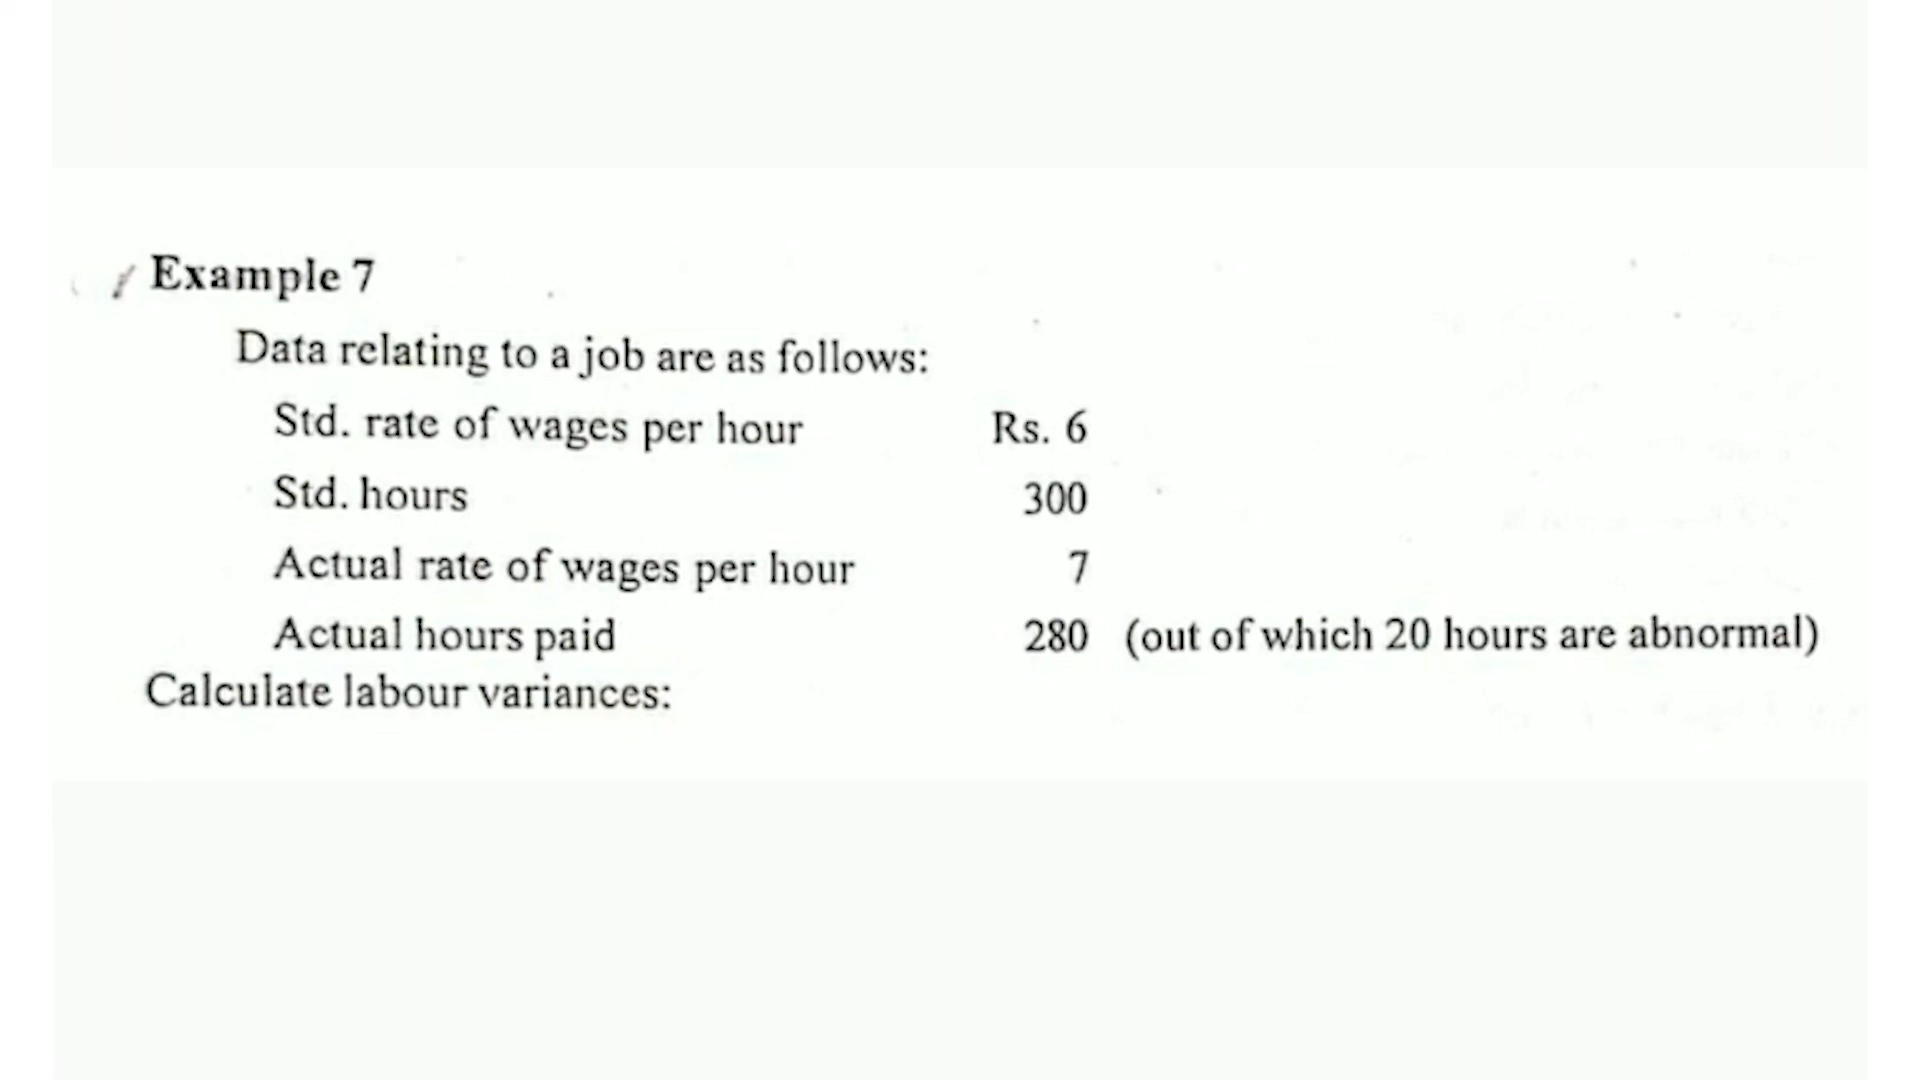 Example 7
Data relating to a job are as follows:
Std. rate of wages per hour Rs. 6
Std. hours 300
Actual rate of wages per hour 7
Actual hours paid 280 (out of which 20 hours are abnormal)
Calculate labour variances: